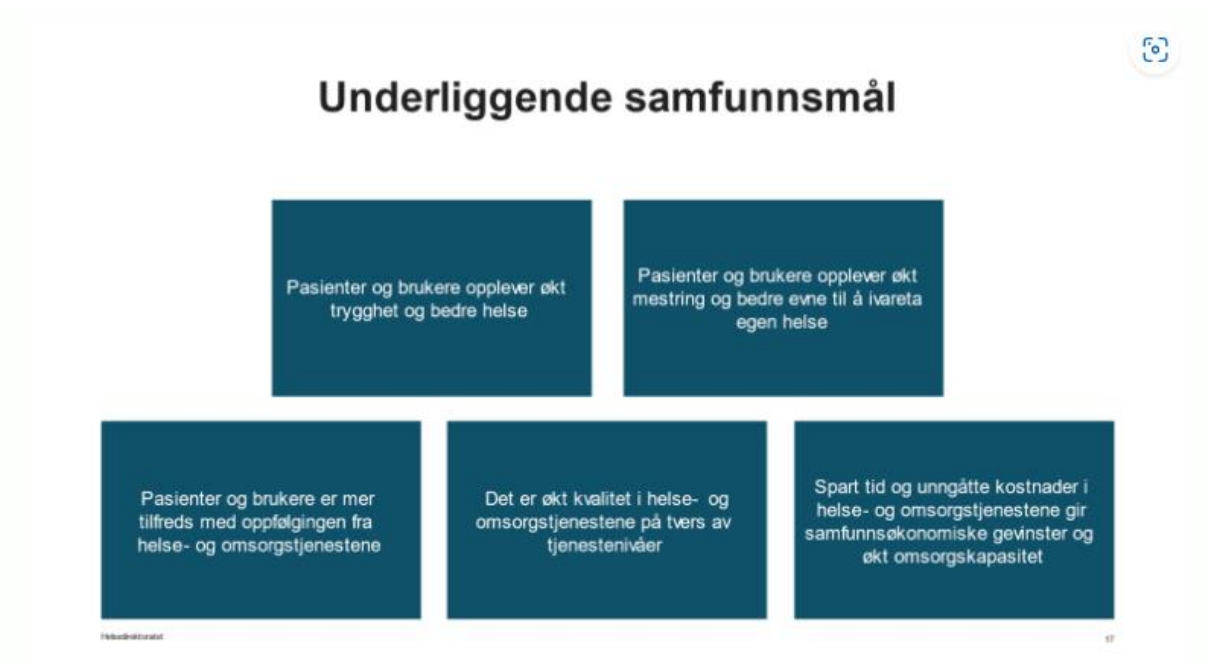 Underliggende samfunnsmål
Pasienter og brukere opplever økt
trygghet og bedre helse
Pasienter og brukere opplever økt
mestring og bedre evne til å ivareta
egen helse
Pasienter og brukere er mer
tilfreds med oppfølgingen fra
helse- og omsorgstjenestene
Det er økt kvalitet i helse- og
omsorgstjenestene på tvers av
tjenestenivåer
Spart tid og unngåtte kostnader i
helse- og omsorgstjenestene gir
samfunnsøkonomiske gevinster og
økt omsorgskapasitet
Helsedirektoratet
17